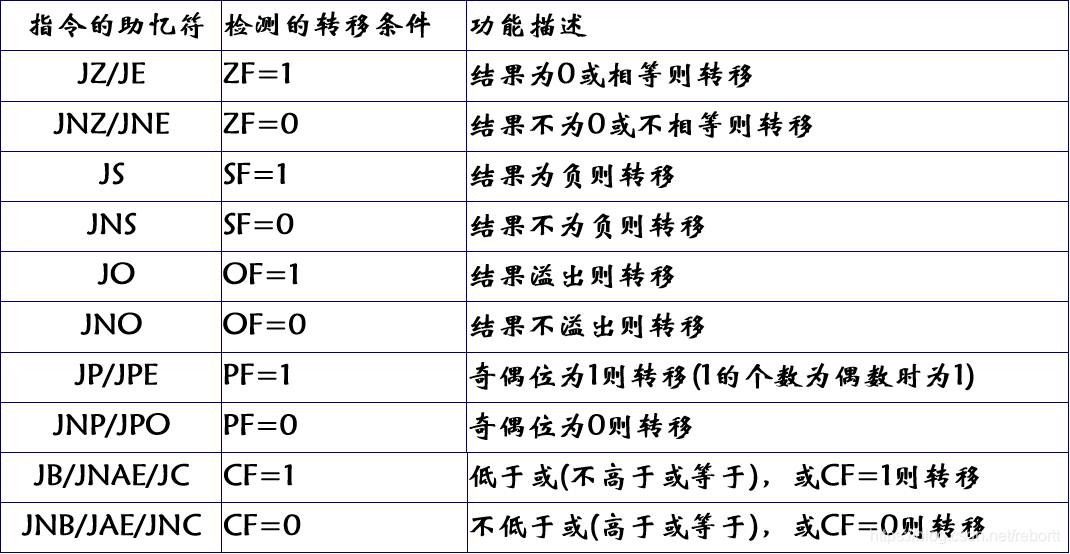 指令的助忆符 检测的转移条件 功能描述
JZ/JE ZF=1 结果为0或相等则转移
JNZ/JNE ZF=0 结果不为0或不相等则转移
JS SF=1 结果为负则转移
JNS SF=0 结果不为负则转移
JO OF=1 结果溢出则转移
JNO OF=0 结果不溢出则转移
JP/JPE PF=1 奇偶位为1则转移(1的个数为偶数时为1)
JNP/JPO PF=0 奇偶位为0则转移
JB/JNAE/JC CF=1 低于或(不高于或等于)，或CF=1则转移
JNB/JAE/JNC CF=0 不低于或(高于或等于)，或CF=0则转移
https://blog.csdn.net/rebortt